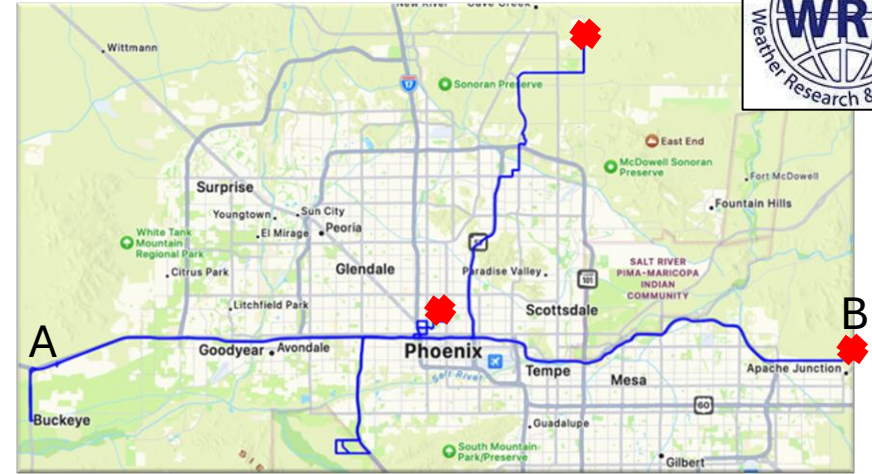 New River
Cave Creek
WR
Weather Research &
Wittmann
17
Sonoran Preserve
East End
McDowell Sonoran
Preserve
Fort McDowell
Surprise
Youngtown
Sun City
Fountain Hills
El Mirage
Peoria
White Tank
Mountain
Regional Park
Citrus Park
Glendale
Paradise Valley
101
SALT RIVER
PIMA-MARICOPA
INDIAN
COMMUNITY
Litchfield Park
Scottsdale
A
B
Goodyear
Avondale
Phoenix
Salt River
Tempe
Mesa
Apache Junction
60
Buckeye
Guadalupe
South Mountain
Park/Preserve
Gilbert